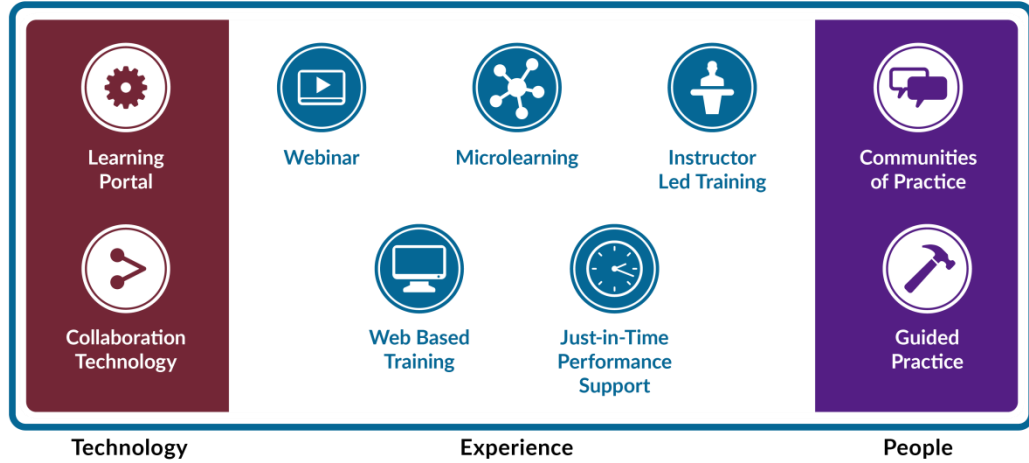 Learning
Portal
Collaboration
Technology
Webinar
Microlearning
Instructor
Led Training
Web Based
Training
Just-in-Time
Performance
Support
Communities
of Practice
Guided
Practice
Technology
Experience
People